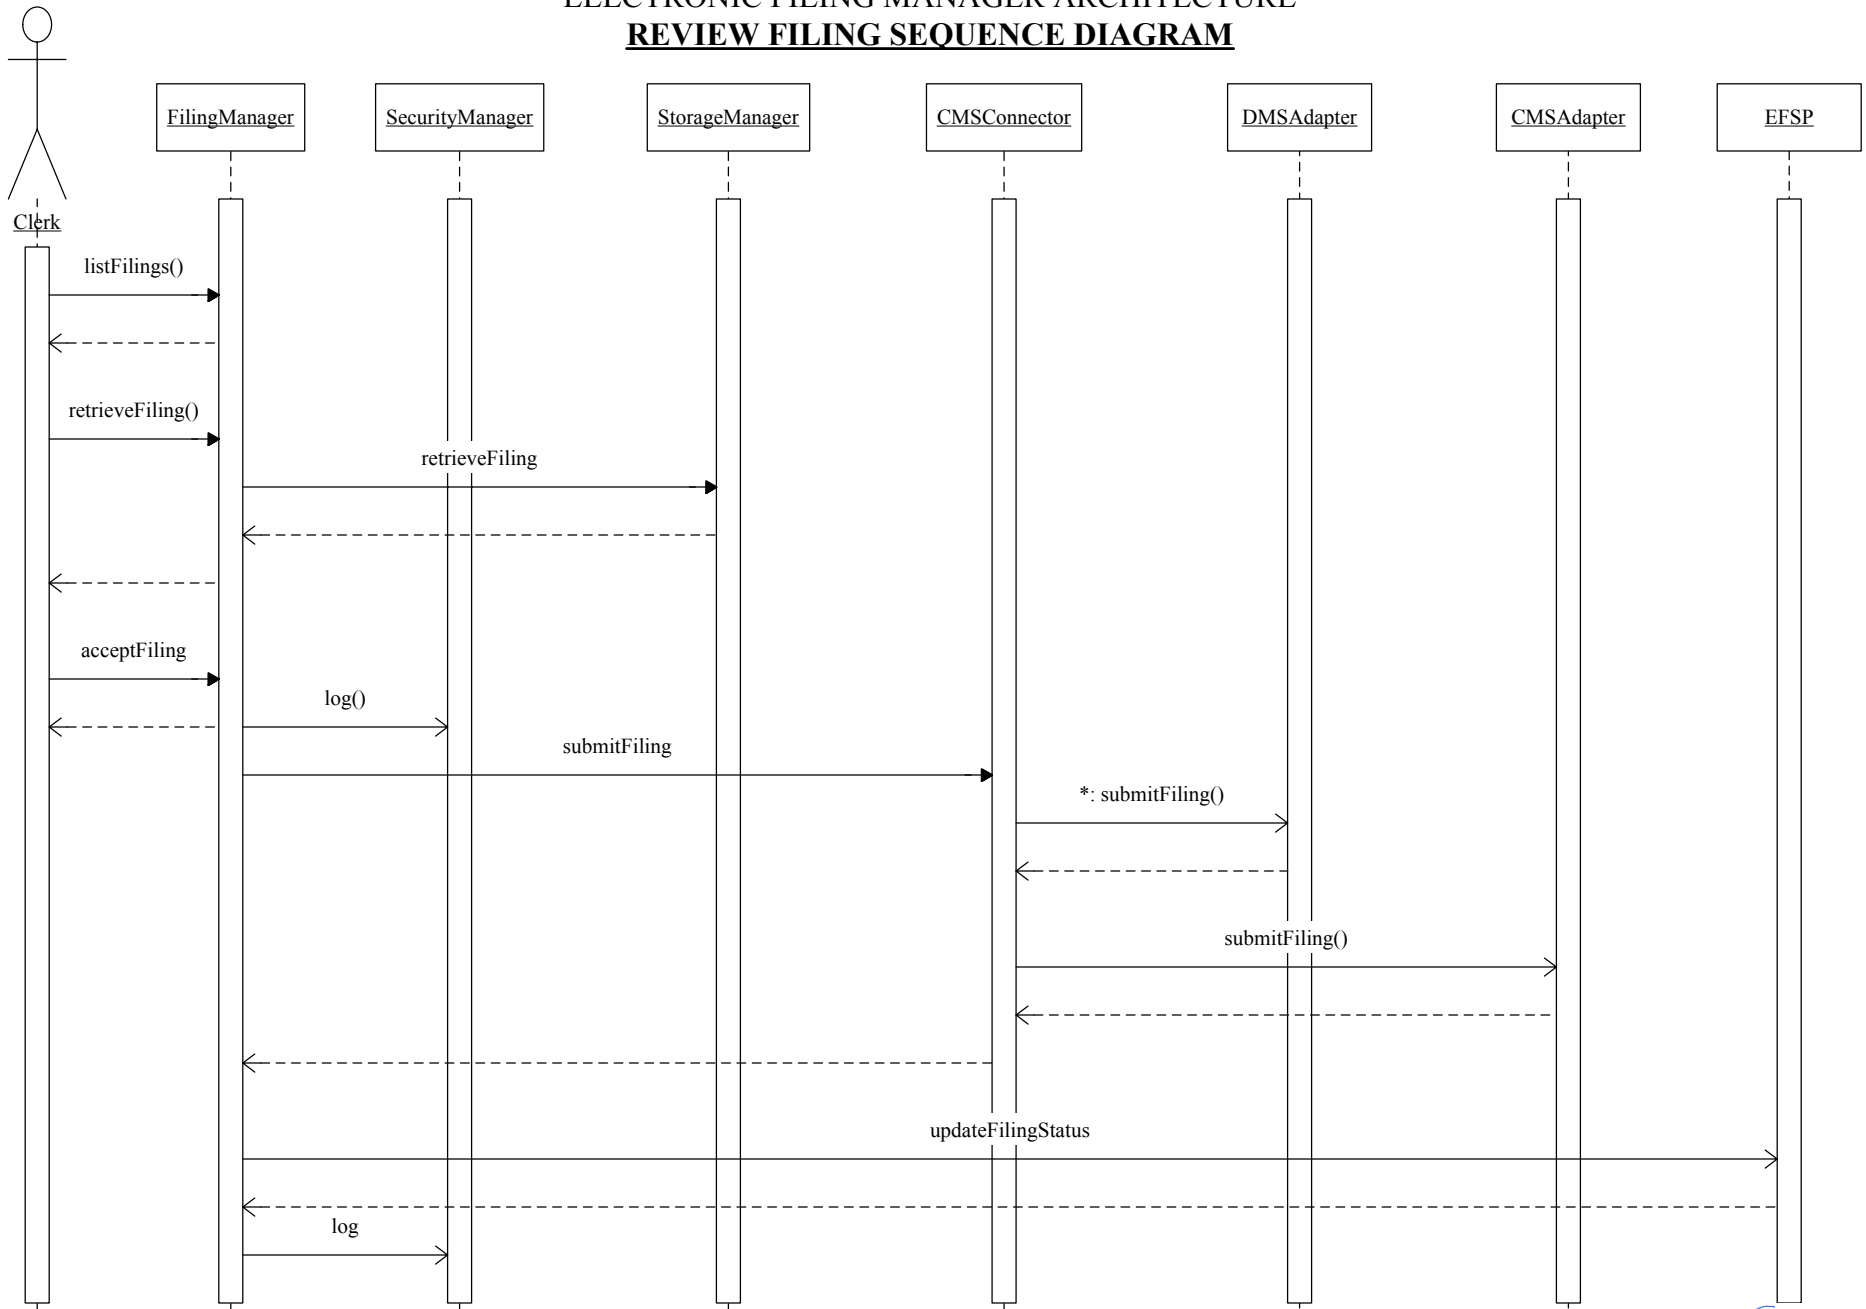 ELECTRONIC FILING MANAGER ARCHITECTURE
REVIEW FILING SEQUENCE DIAGRAM
FilingManager SecurityManager StorageManager CMSConnector DMSAdapter CMSAdapter EFSP
Clerk
listFilings()
retrieveFiling()
retrieveFiling
acceptFiling
log()
submitFiling
*: submitFiling()
submitFiling()
updateFilingStatus
log